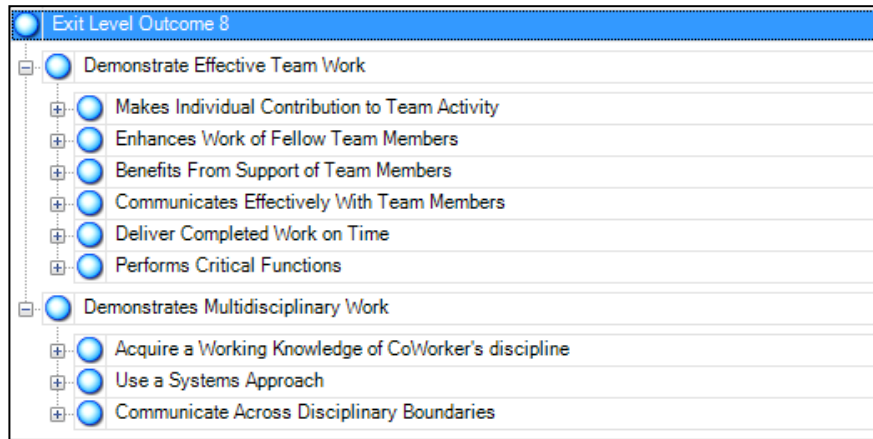 Exit Level Outcome 8
Demonstrate Effective Team Work
Makes Individual Contribution to Team Activity
Enhances Work of Fellow Team Members
Benefits From Support of Team Members
Communicates Effectively With Team Members
Deliver Completed Work on Time
Performs Critical Functions
Demonstrates Multidisciplinary Work
Acquire a Working Knowledge of CoWorker's discipline
Use a Systems Approach
Communicate Across Disciplinary Boundaries